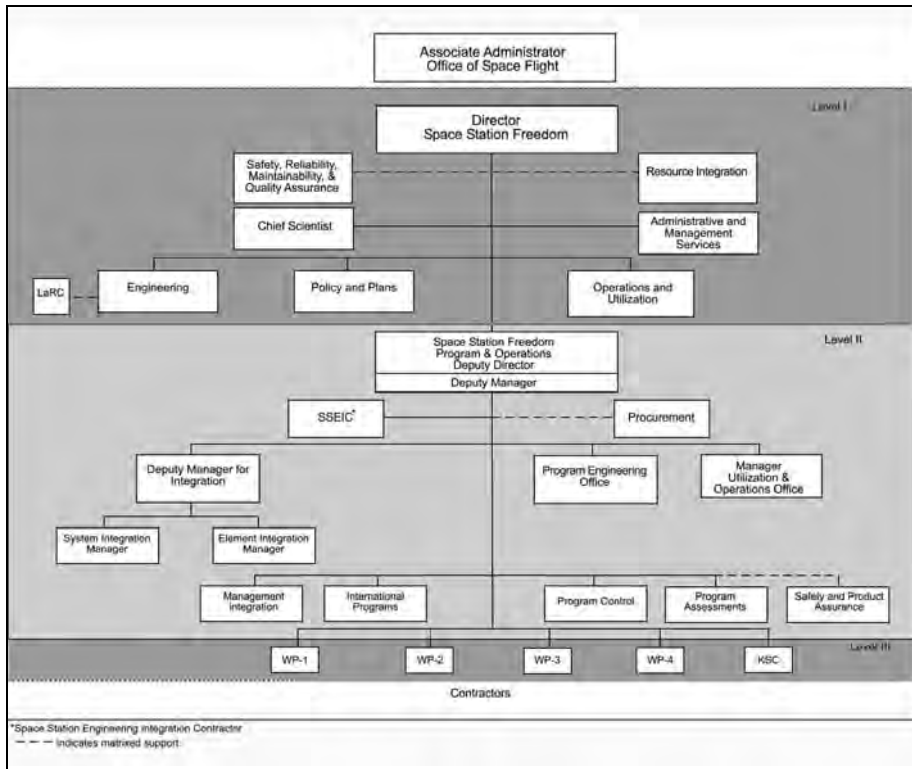 Associate Administrator
Office of Space Flight
Level I
Director
Space Station Freedom
Safety, Reliability,
Maintainability, &
Quality Assurance
Resource Integration
Chief Scientist
Administrative and
Management
Services
LaRC
Engineering
Policy and Plans
Operations and
Utilization
Level II
Space Station Freedom
Program & Operations
Deputy Director
Deputy Manager
SSEIC*
Procurement
Deputy Manager for
Integration
Program Engineering
Office
Manager
Utilization &
Operations Office
System Integration
Manager
Element Integration
Manager
Management
Integration
International
Programs
Program Control
Program
Assessments
Safely and Product
Assurance
Level III
WP-1
WP-2
WP-3
WP-4
KSC
Contractors
*Space Station Engineering Integration Contractor
--- Indicates matrixed support